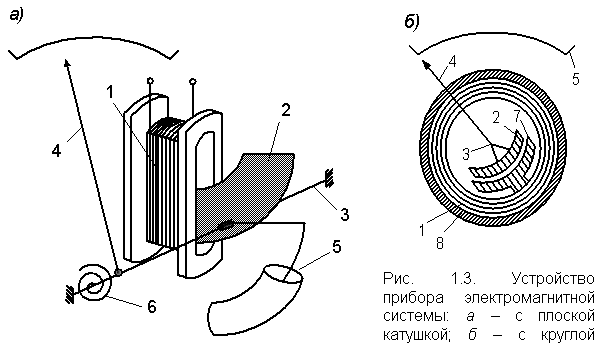 а)
1
2
3
4
5
6
б)
4
5
2
7
3
1
8
Рис. 1.3. Устройство
прибора электромагнитной
системы: а – с плоской
катушкой; б – с круглой